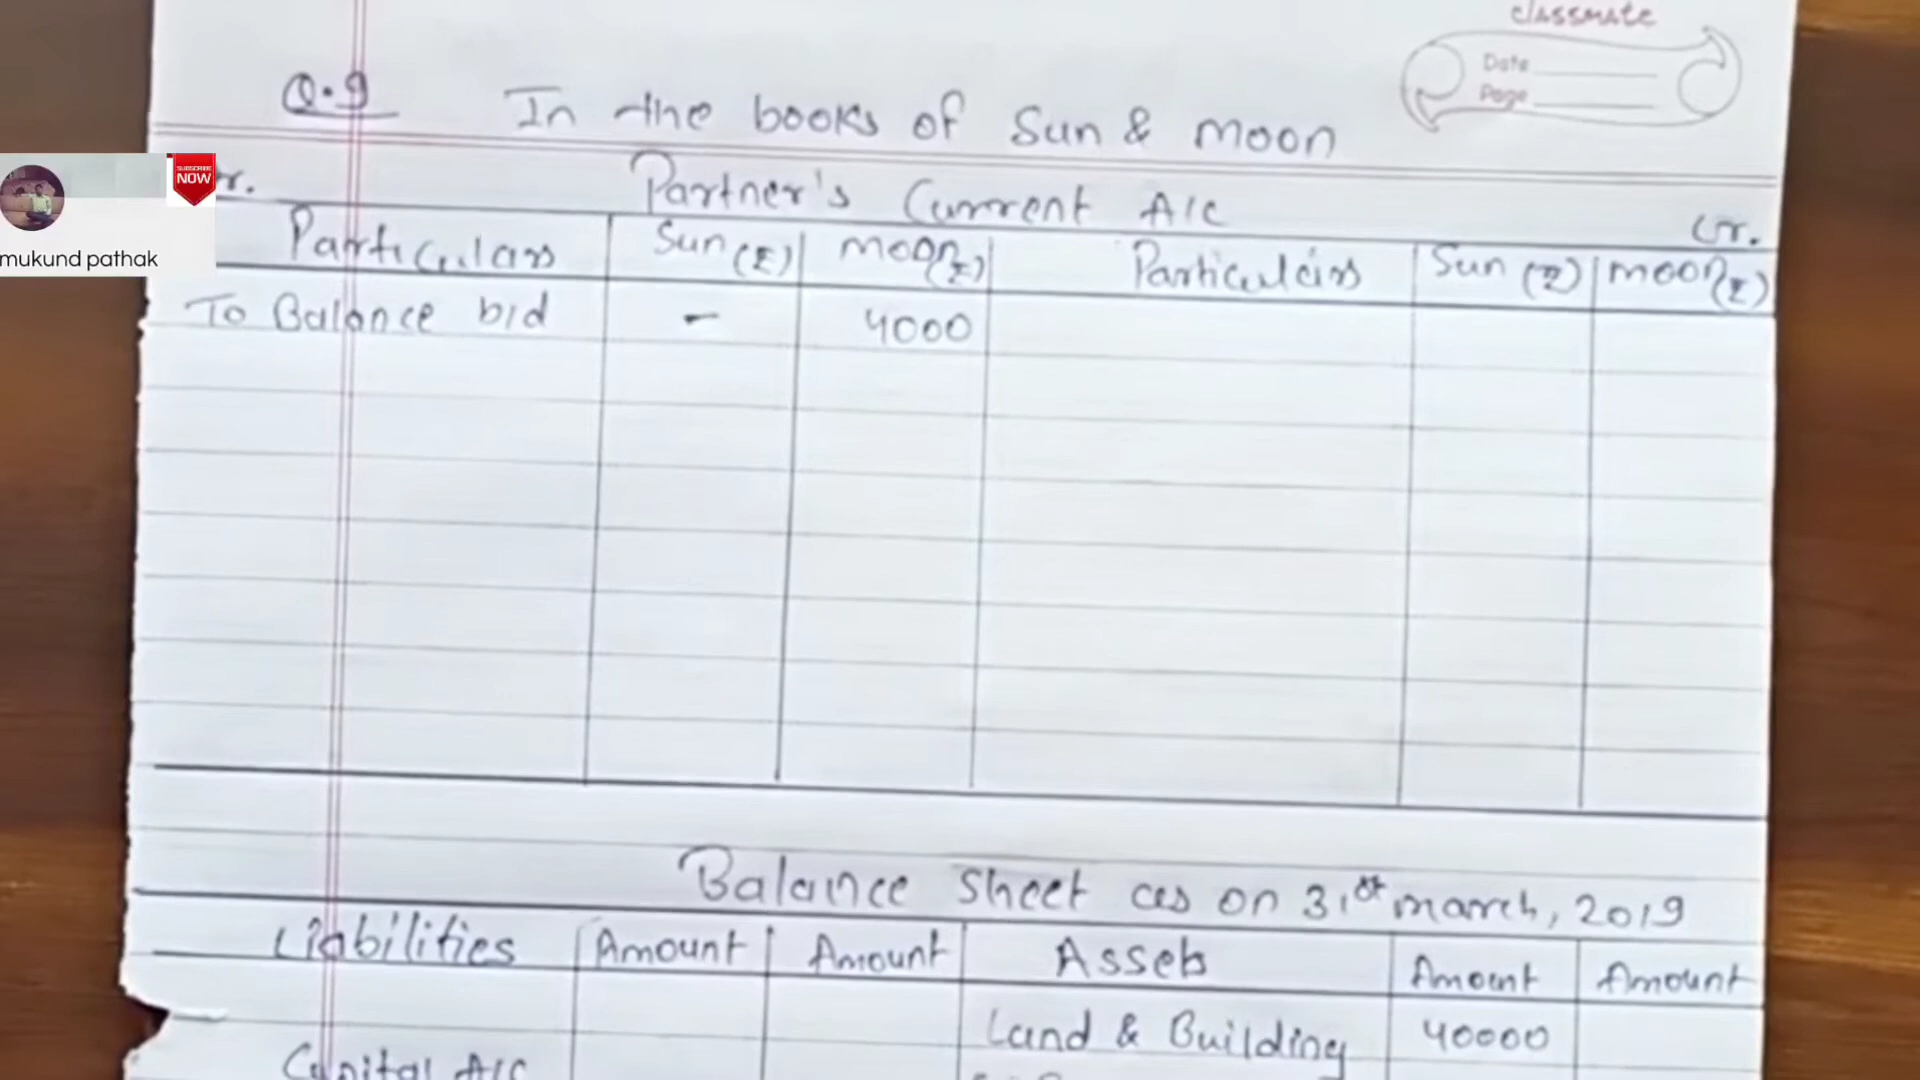 classmate
Date
Page
Q.9 In the books of Sun & Moon
SUBSCRIBE NOW
mukund pathak
Partner's Current A/C
Cr.
Particulars Sun (₹) Moon (₹) Particulars Sun (₹) Moon (₹)
To Balance b/d - 4000
Balance Sheet as on 31st March, 2019
Liabilities Amount Amount Assets Amount Amount
Land & Building 40000
Capital A/C